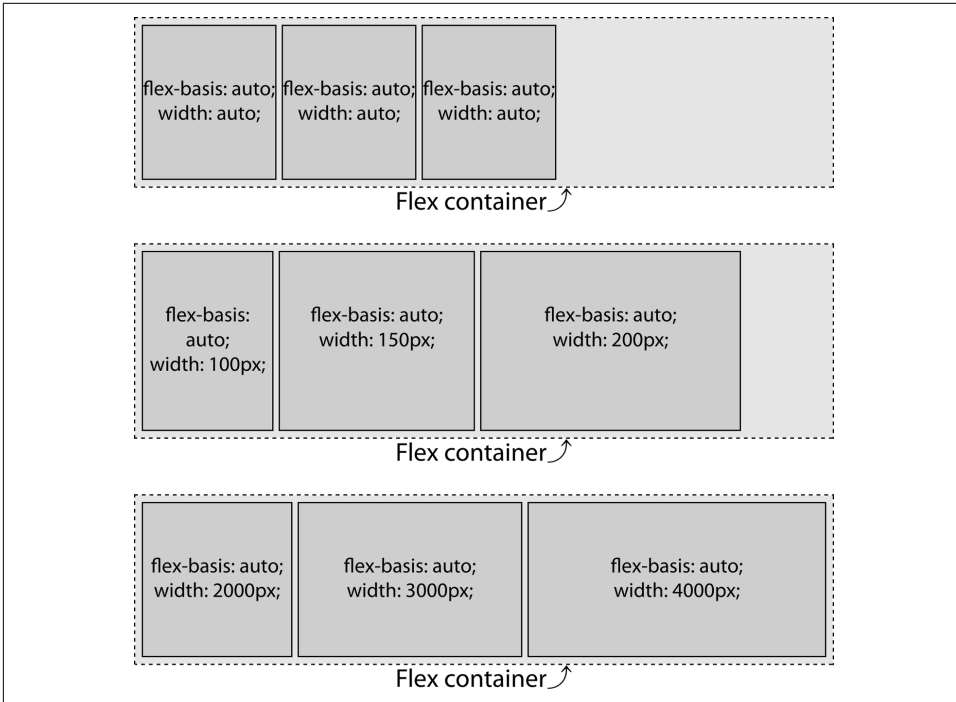 flex-basis: auto; flex-basis: auto; flex-basis: auto;
width: auto; width: auto; width: auto;
Flex container
flex-basis:
auto;
width: 100px;
flex-basis: auto;
width: 150px;
flex-basis: auto;
width: 200px;
Flex container
flex-basis: auto;
width: 2000px;
flex-basis: auto;
width: 3000px;
flex-basis: auto;
width: 4000px;
Flex container